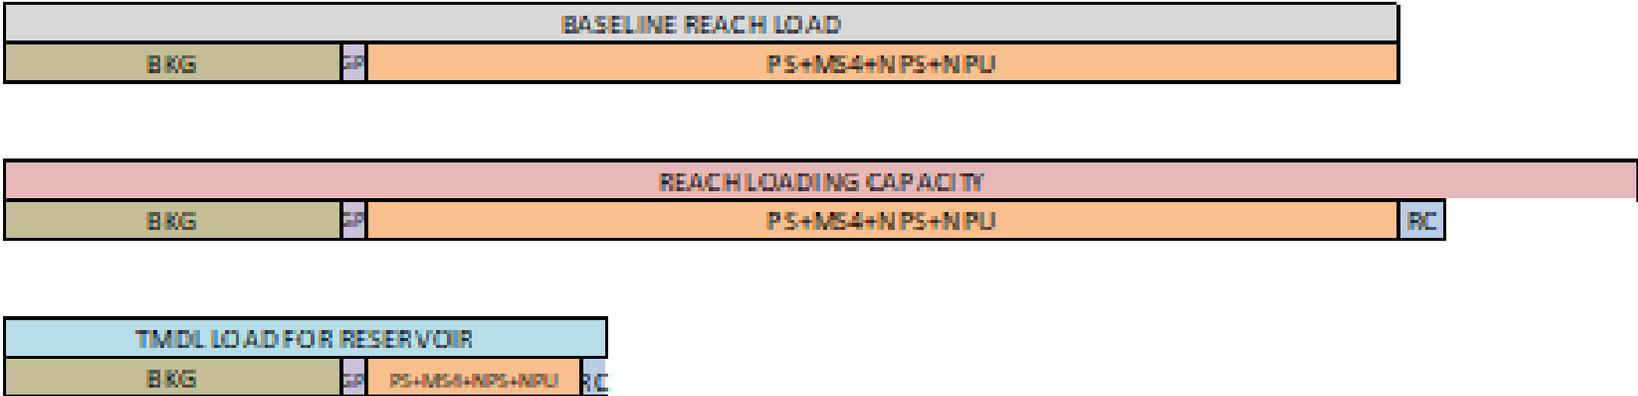 BASELINE REACH LOAD
BKG GP PS+MS4+NPS+NPU
REACH LOADING CAPACITY
BKG GP PS+MS4+NPS+NPU RC
TMDL LOAD FOR RESERVOIR
BKG GP PS+MS4+NPS+NPU RC